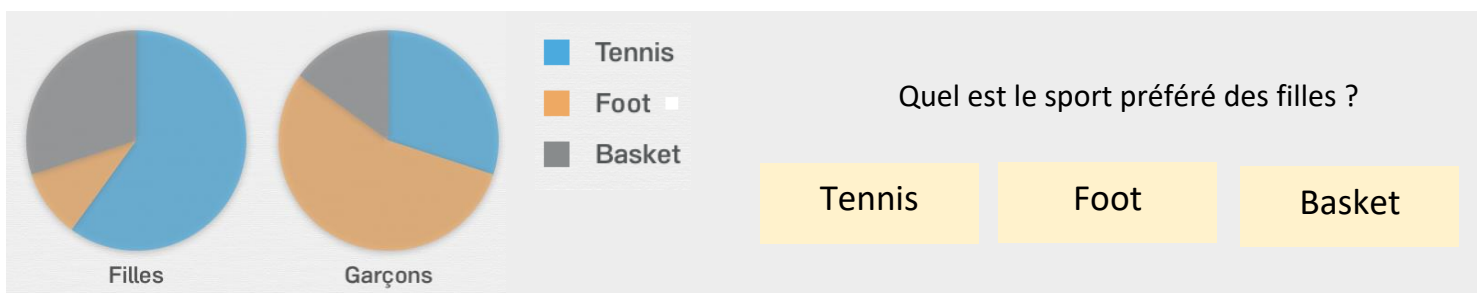 Filles
Garçons
Tennis
Foot
Basket
Quel est le sport préféré des filles ?
Tennis
Foot
Basket